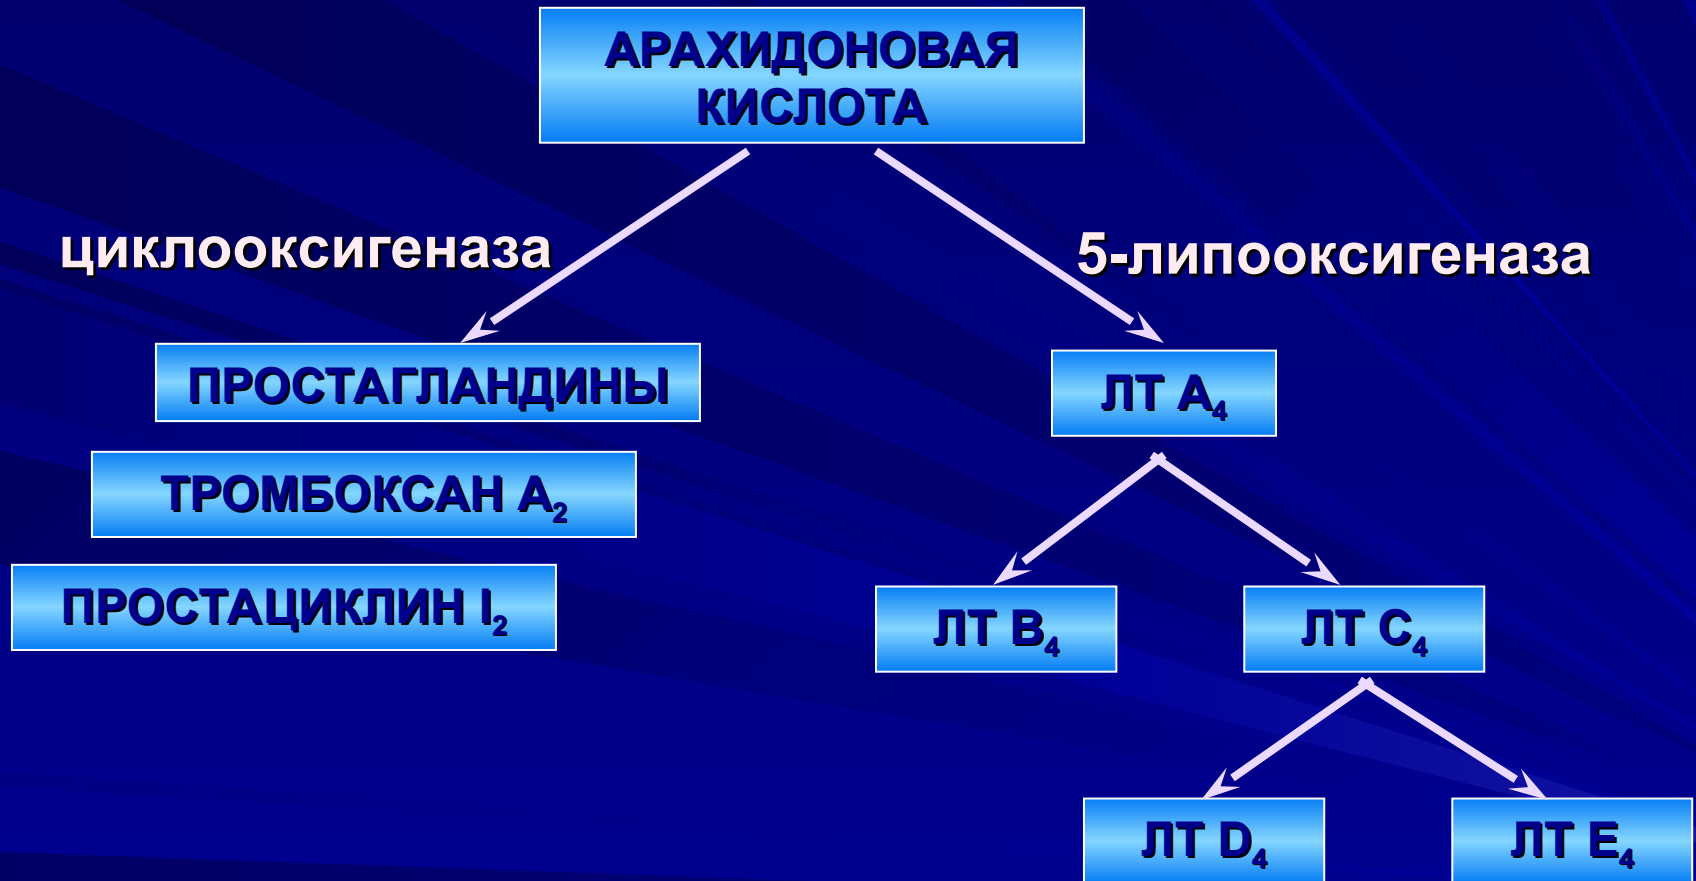 АРАХИДОНОВАЯ
КИСЛОТА
циклооксигеназа
5-липооксигеназа
ПРОСТАГЛАНДИНЫ
ЛТ A₄
ТРОМБОКСАН A₂
ПРОСТАЦИКЛИН I₂
ЛТ B₄
ЛТ C₄
ЛТ D₄
ЛТ E₄